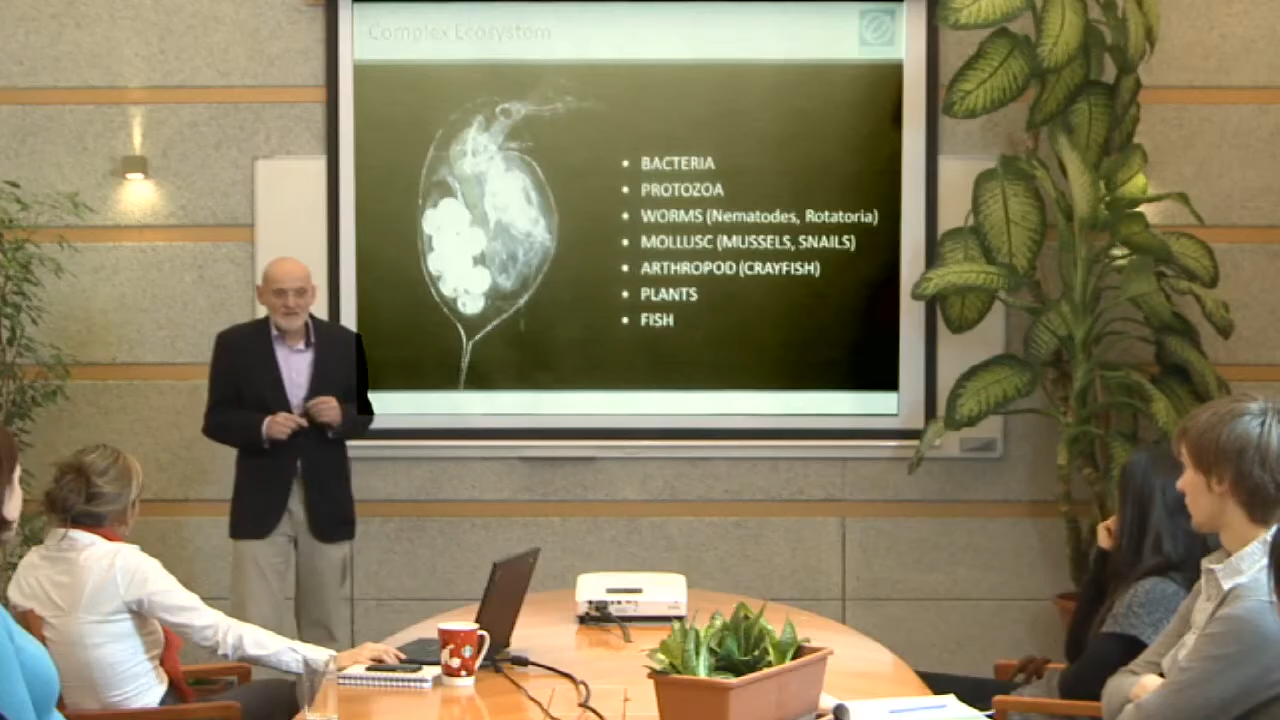 Complex Ecosystem
• BACTERIA
• PROTOZOA
• WORMS (Nematodes, Rotatoria)
• MOLLUSC (MUSSELS, SNAILS)
• ARTHROPOD (CRAYFISH)
• PLANTS
• FISH